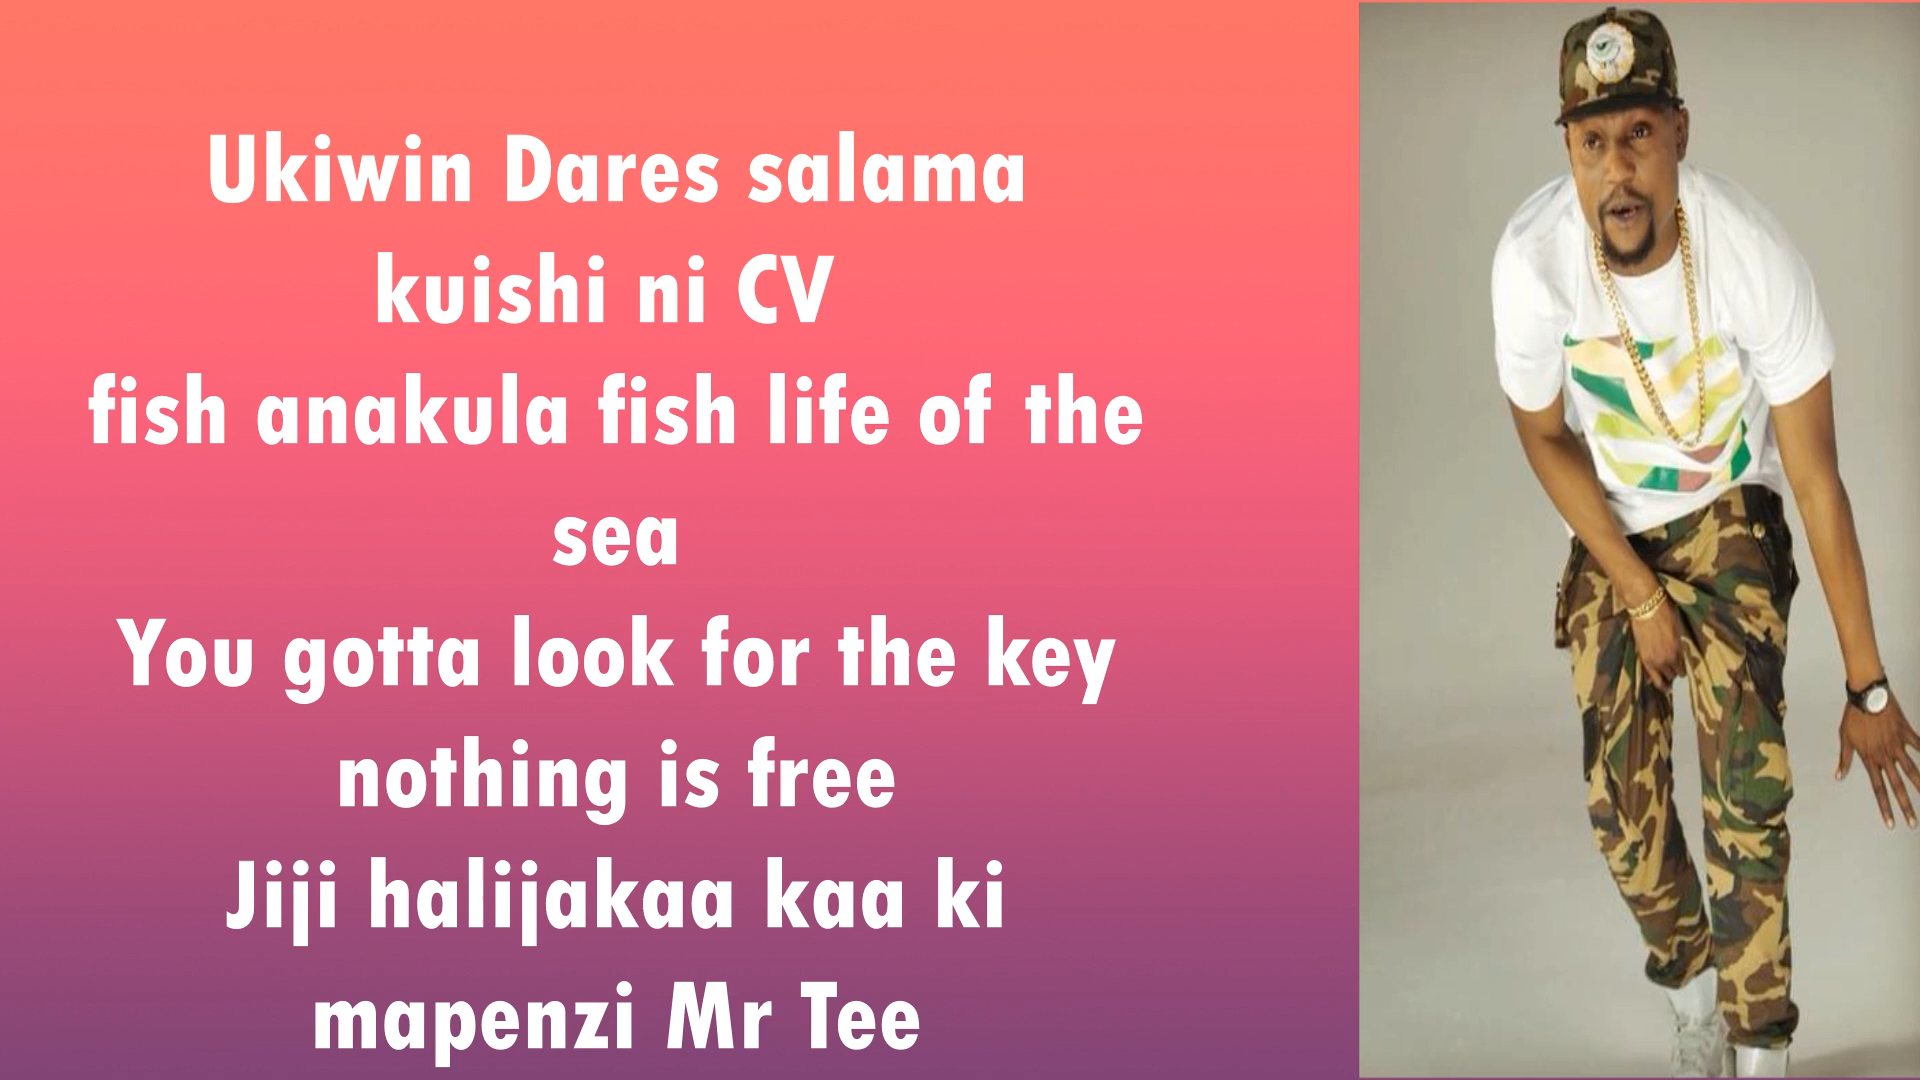 Ukiwin Dares salama
kuishi ni CV
fish anakula fish life of the
sea
You gotta look for the key
nothing is free
Jiji halijakaa kaa ki
mapenzi Mr Tee